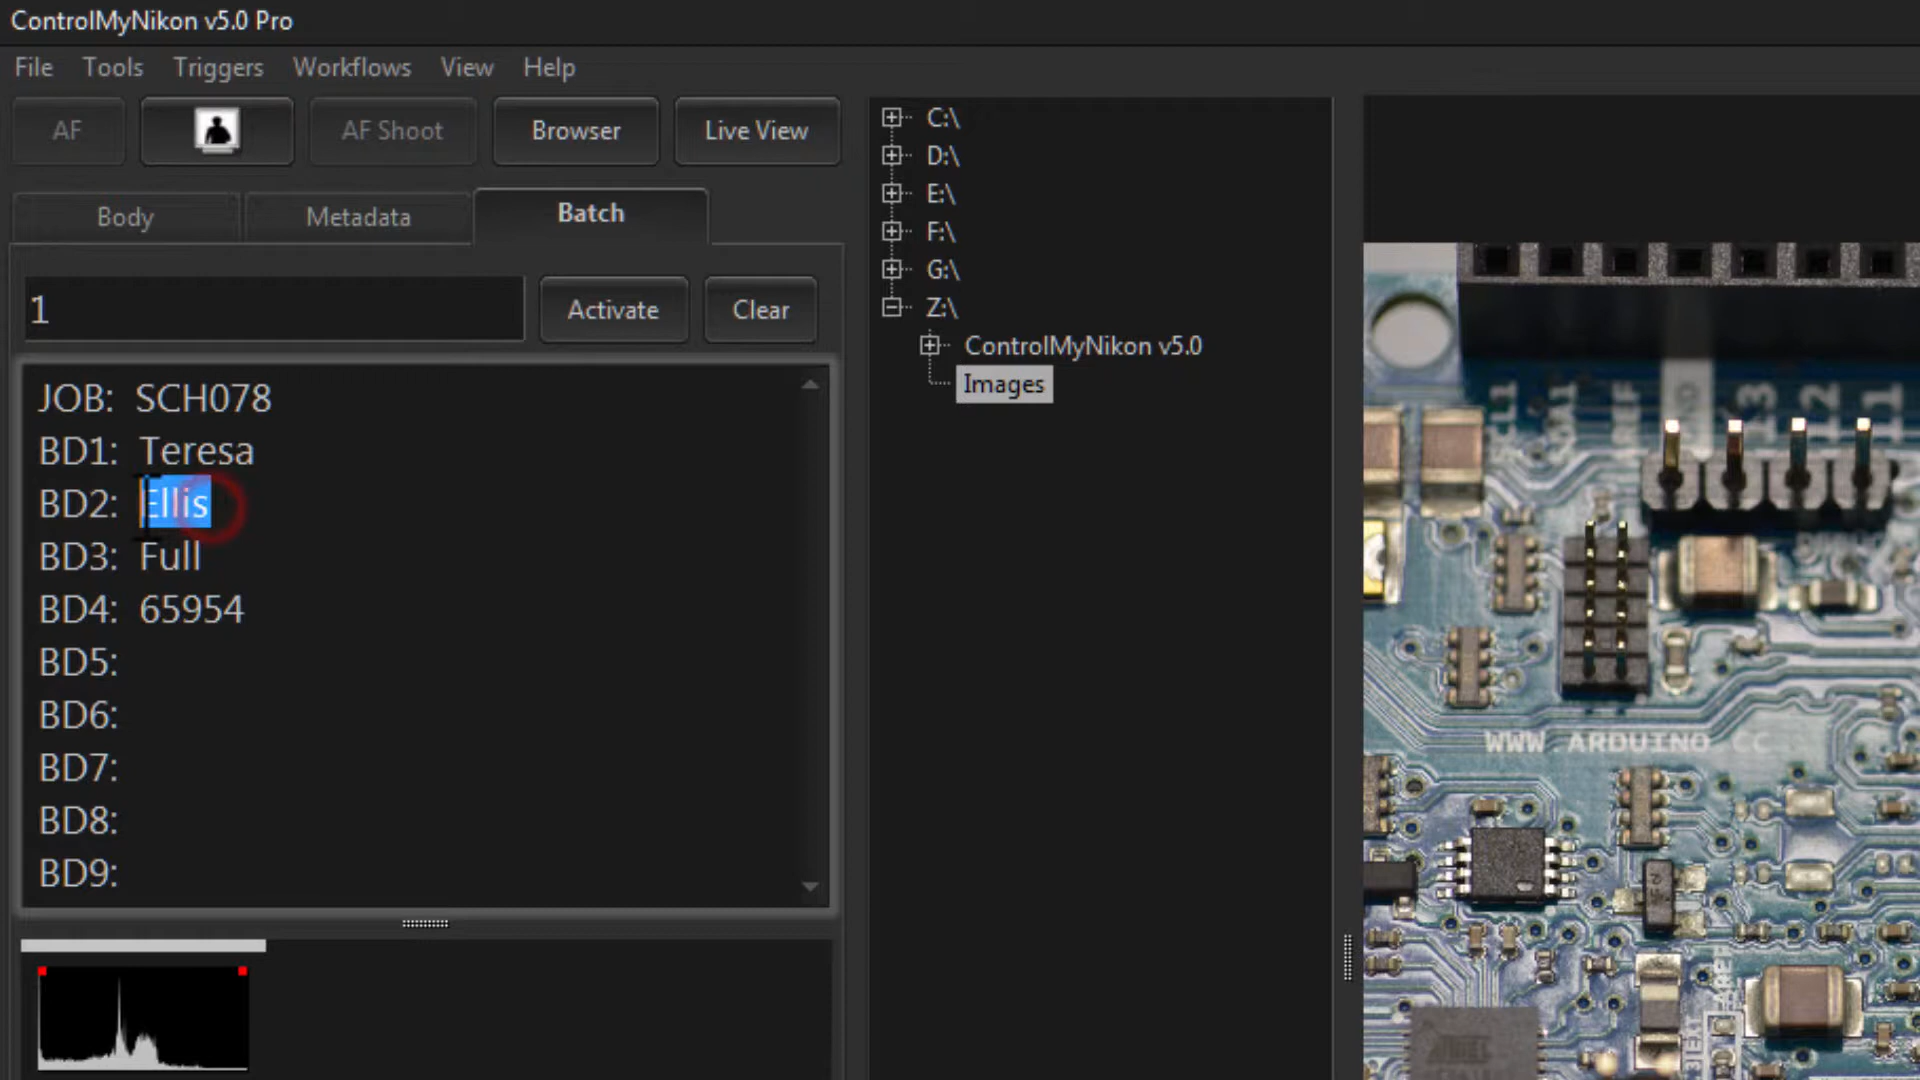 ControlMyNikon v5.0 Pro
File Tools Triggers Workflows View Help
AF AF Shoot Browser Live View
Body Metadata Batch
1 Activate Clear
JOB: SCH078
BD1: Teresa
BD2: Ellis
BD3: Full
BD4: 65954
BD5:
BD6:
BD7:
BD8:
BD9:
C:\
D:\
E:\
F:\
G:\
Z:\
ControlMyNikon v5.0
Images
WWW.ARDUINO.CC